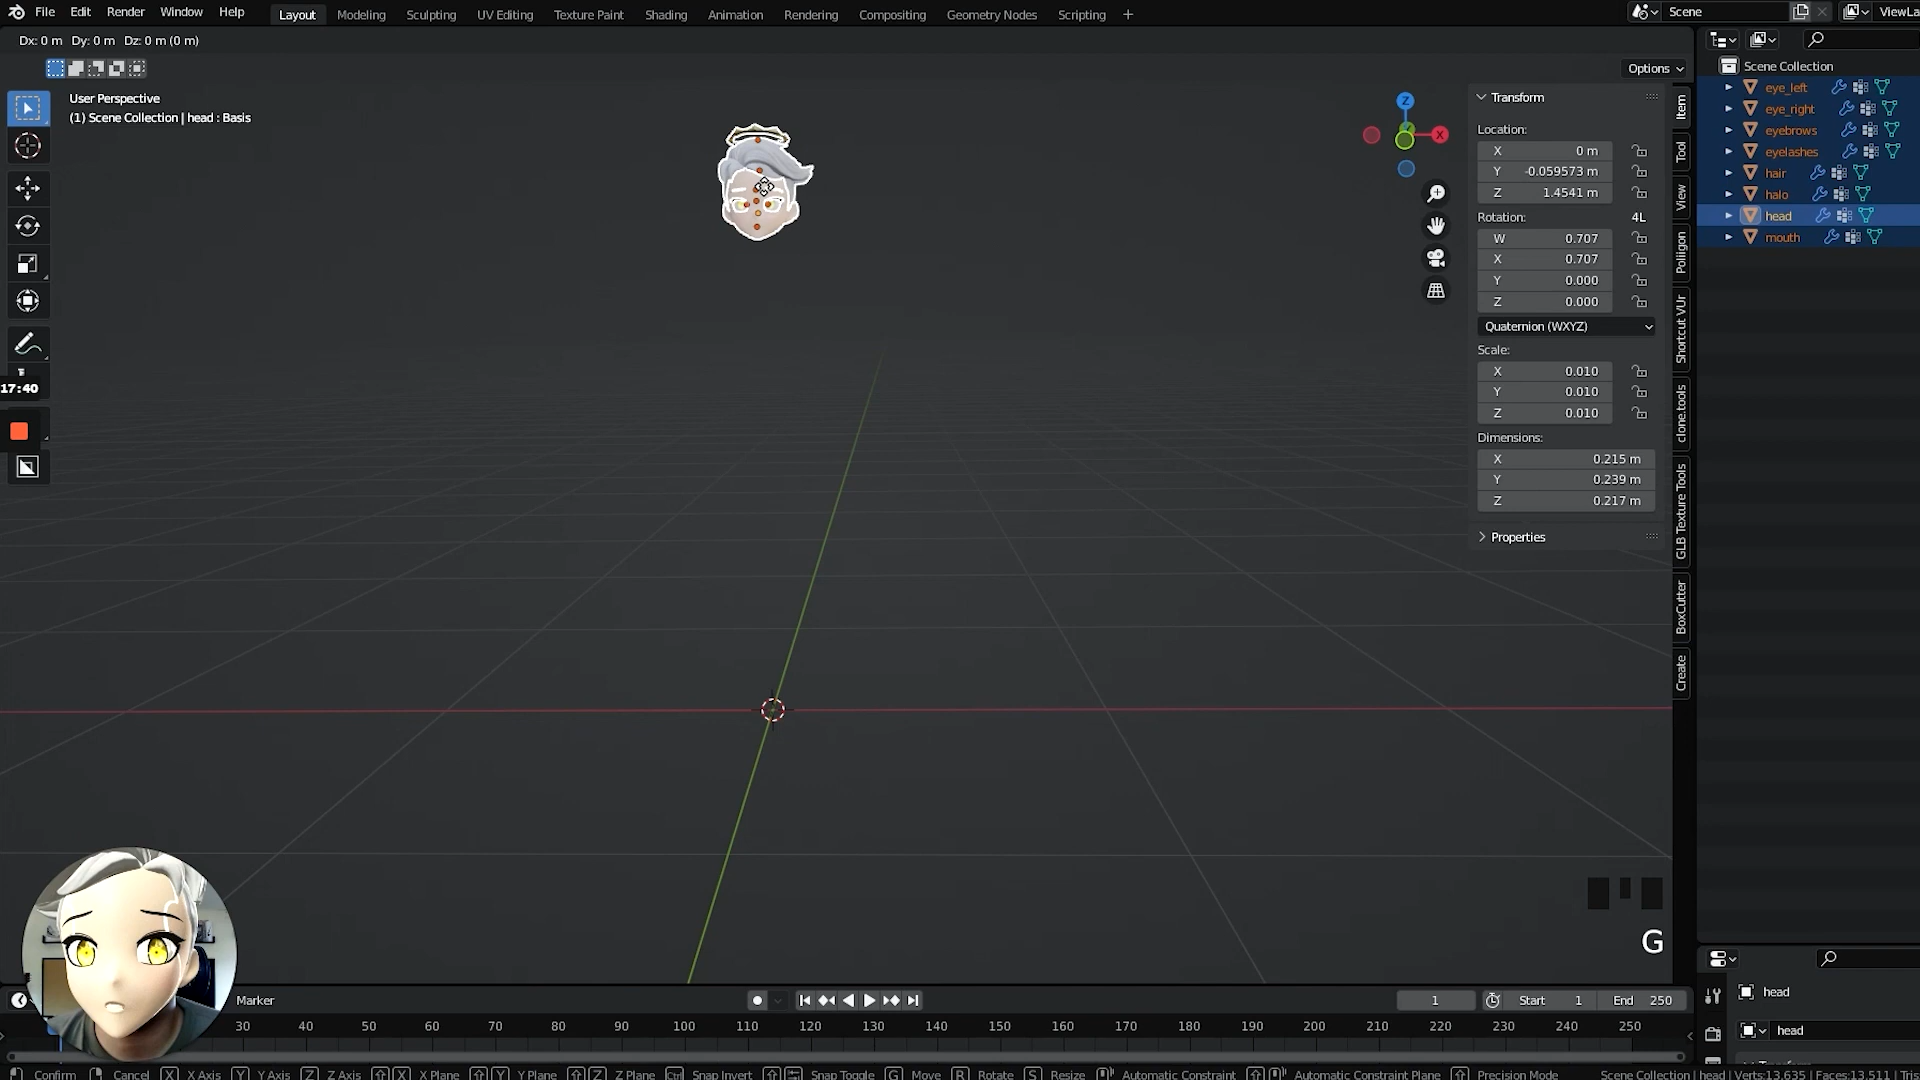 File Edit Render Window Help Layout Modeling Sculpting UV Editing Texture Paint Shading Animation Rendering Compositing Geometry Nodes Scripting + Scene
Dx: 0 m Dy: 0 m Dz: 0 m (0 m)
Options
User Perspective
(1) Scene Collection | head : Basis
Z
X
Transform
Location:
X 0 m
Y -0.059573 m
Z 1.4541 m
Rotation: 4L
W 0.707
X 0.707
Y 0.000
Z 0.000
Quaternion (WXYZ)
Scale:
X 0.010
Y 0.010
Z 0.010
Dimensions:
X 0.215 m
Y 0.239 m
Z 0.217 m
Properties
Item
Tool
View
Poliigon
Shortcut VUr
clone.tools
GLB Texture Tools
BoxCutter
Create
Scene Collection
eye_left
eye_right
eyebrows
eyelashes
hair
halo
head
mouth
17:40
G
head
head
Marker
1 Start 1 End 250
30 40 50 60 70 80 90 100 110 120 130 140 150 160 170 180 190 200 210 220 230 240 250
Confirm Cancel X X Axis Y Y Axis Z Z Axis X X Plane Y Y Plane Z Z Plane Ctrl Snap Invert Snap Toggle G Move R Rotate S Resize Automatic Constraint Automatic Constraint Plane Precision Mode Scene Collection | head | Verts:13,635 | Faces:13,511 | Tris